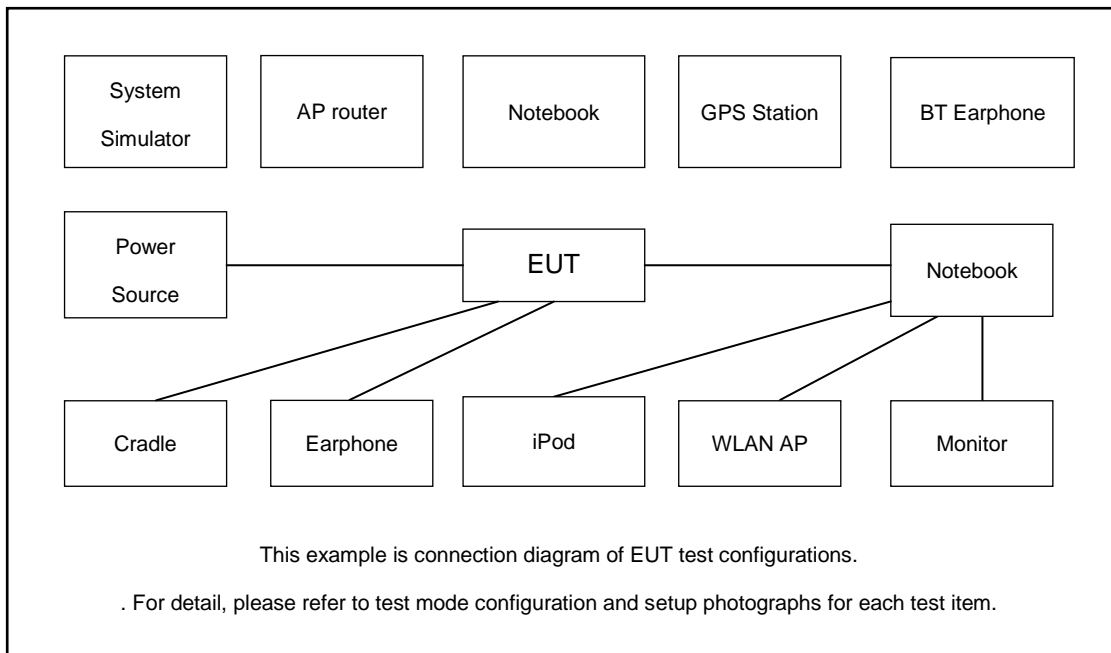 System
Simulator
AP router
Notebook
GPS Station
BT Earphone
Power
Source
EUT
Notebook
Cradle
Earphone
iPod
WLAN AP
Monitor
This example is connection diagram of EUT test configurations.
. For detail, please refer to test mode configuration and setup photographs for each test item.